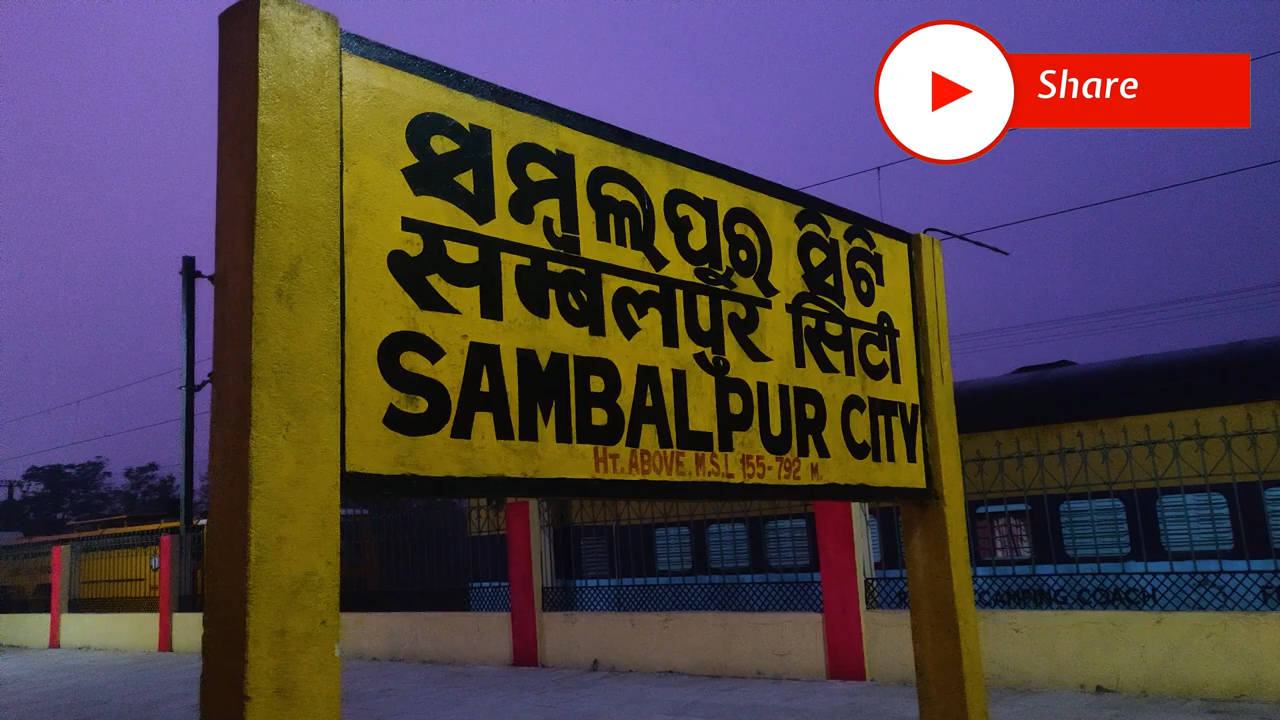 Share
ସମ୍ବଲପୁର ସିଟି
सम्बलपुर सिटी
SAMBALPUR CITY
HT. ABOVE. M.S.L 155-792 M.
CAMPING COACH